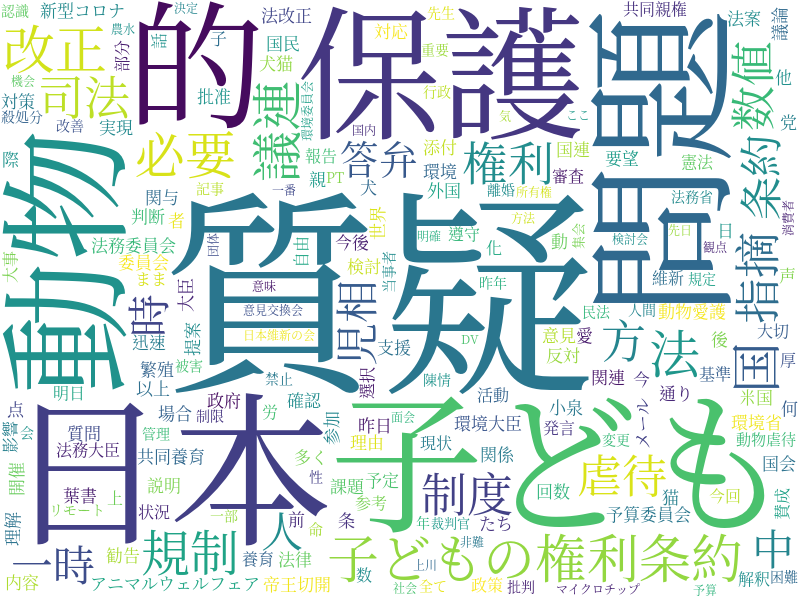 認識
決定
農水
新型コロナ
法改正
先生
対応
共同親権
法案
議論
改正
部分
話
子
国民
犬猫
重要
的
保護
問題
司法
批准
機会
対策
殺処分
改善
実現
議連
環境委員会
行政
気
ここ
国内
他
数値
党
動物
際
必要
答弁
報告
添付
権利
国連
要望
審査
憲法
条約
関与
記事
親
PT
環境
犬
一番
外国
離婚
所有権
法務省
消費者
判断
者
世界
方法
検討会
先日
法務委員会
団体
自由
今後
明確
遵守
化
動
集会
日
観点
指摘
委員会
まま
質疑
大事
時
大臣
意味
検討
当事者
昨年
維新
規定
声
意見交換会
児相
民法
人間
動物愛護
迅速
提案
日本維新の会
支援
意見
愛
方
法
後
大切
繁殖
被害
DV
反対
国
厚
明日
以上
禁止
選択
陳情
活動
関連
今
通り
基準
米国
点
場合
政府
制限
労
確認
面会
小泉
メール
何
影響
会
質問
管理
日本
参加
昨日
子ども
発言
変更
環境省
法務大臣
共同養育
理由
現状
環境大臣
動物虐待
開催
葉書
上
説明
多く
課題
予定
制度
関係
虐待
国会
リモート
状況
性
参考
回数
猫
今回
賛成
理解
一部
前
条
年裁判官
たち
予算委員会
一時
規制
人
命
非難
中
勧告
養育
法律
子どもの権利条約
内容
アニマルウェルフェア
帝王切開
数
社会
全て
上川
政策
批判
マイクロチップ
予算
解釈
困難